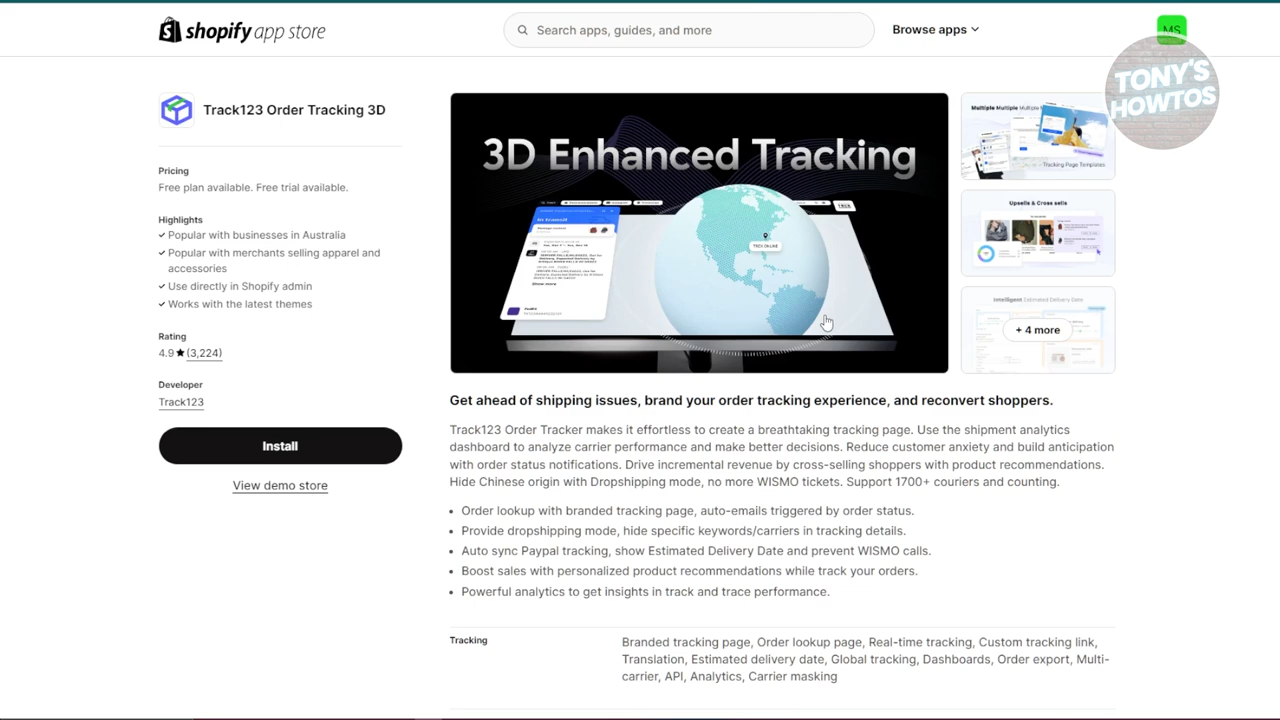 shopify app store
Search apps, guides, and more
Browse apps
MS
TONY'S
HOWTOS
Track123 Order Tracking 3D
Pricing
Free plan available. Free trial available.
Highlights
Popular with businesses in Australia
Popular with merchants selling apparel and
accessories
Use directly in Shopify admin
Works with the latest themes
Rating
4.9★ (3,224)
Developer
Track123
Install
View demo store
3D Enhanced Tracking
Multiple Multiple
Tracking Page Templates
Upsells & Cross sells
Intelligent Estimated Delivery Date
+ 4 more
Get ahead of shipping issues, brand your order tracking experience, and reconvert shoppers.
Track123 Order Tracker makes it effortless to create a breathtaking tracking page. Use the shipment analytics
dashboard to analyze carrier performance and make better decisions. Reduce customer anxiety and build anticipation
with order status notifications. Drive incremental revenue by cross-selling shoppers with product recommendations.
Hide Chinese origin with Dropshipping mode, no more WISMO tickets. Support 1700+ couriers and counting.
• Order lookup with branded tracking page, auto-emails triggered by order status.
• Provide dropshipping mode, hide specific keywords/carriers in tracking details.
• Auto sync Paypal tracking, show Estimated Delivery Date and prevent WISMO calls.
• Boost sales with personalized product recommendations while track your orders.
• Powerful analytics to get insights in track and trace performance.
Tracking
Branded tracking page, Order lookup page, Real-time tracking, Custom tracking link,
Translation, Estimated delivery date, Global tracking, Dashboards, Order export, Multi-
carrier, API, Analytics, Carrier masking